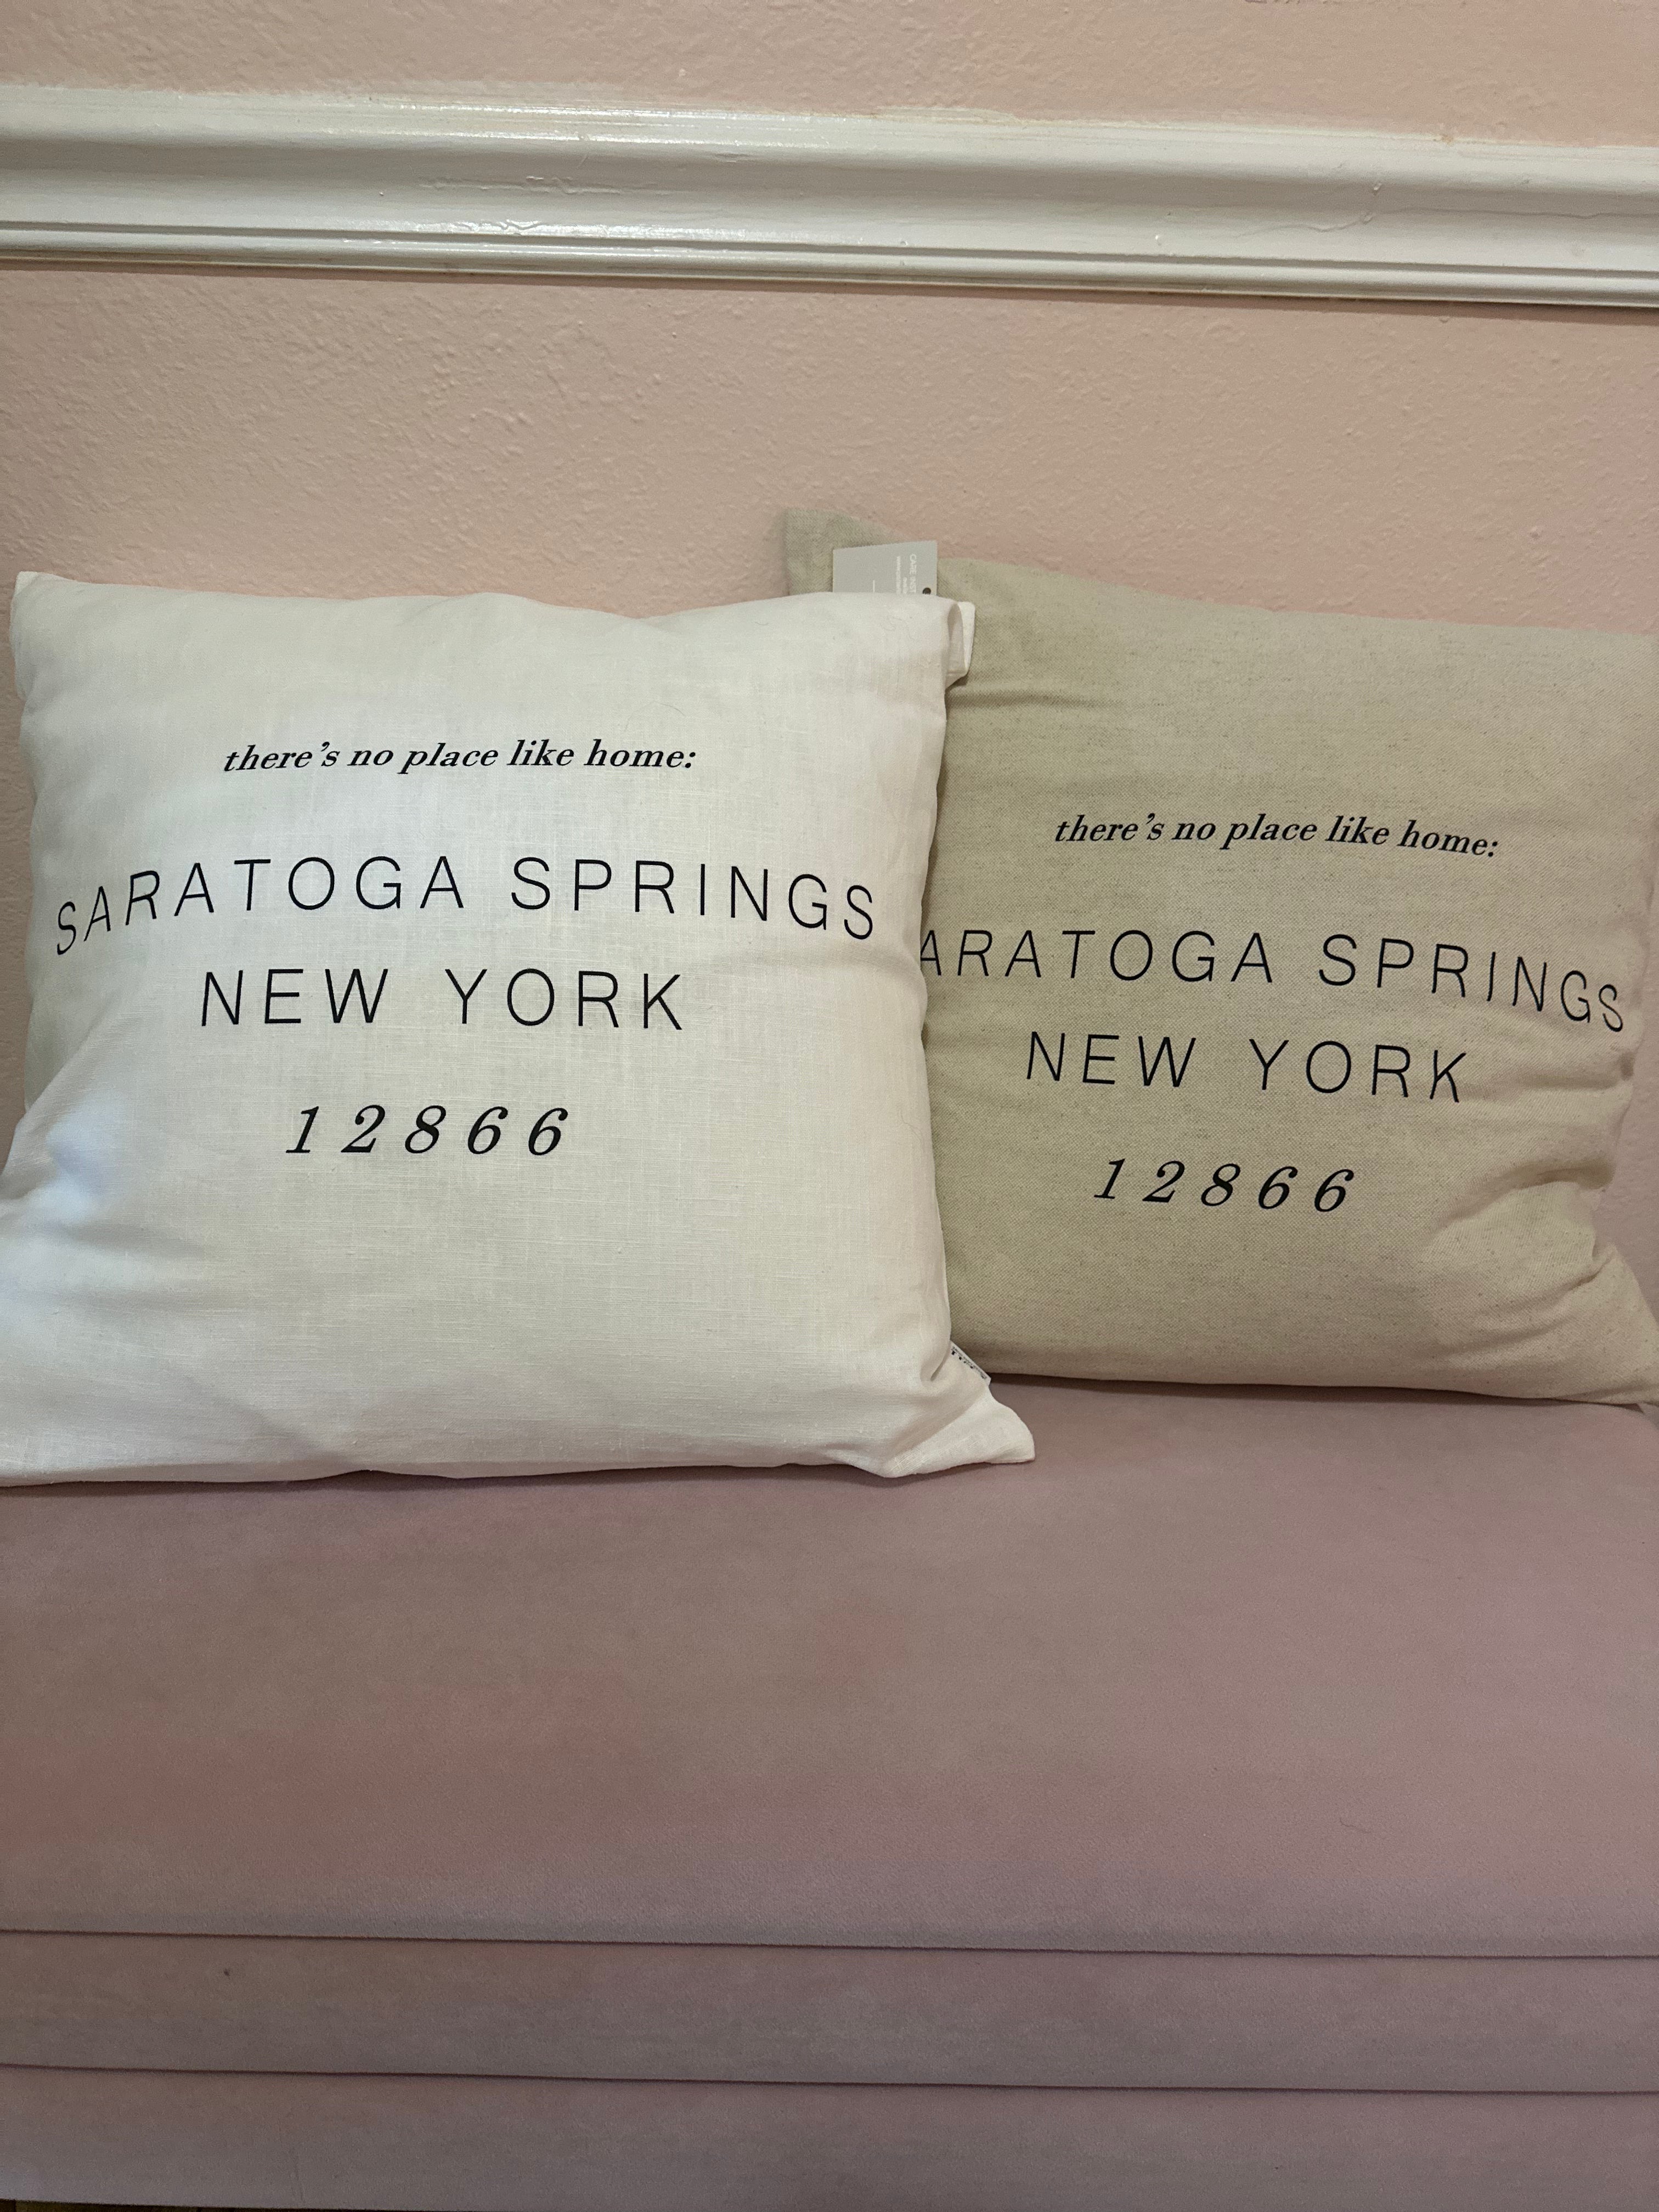 there's no place like home:
SARATOGA SPRINGS
NEW YORK
12866
CARE
there's no place like home:
ARATOGA SPRINGS
NEW YORK
12866